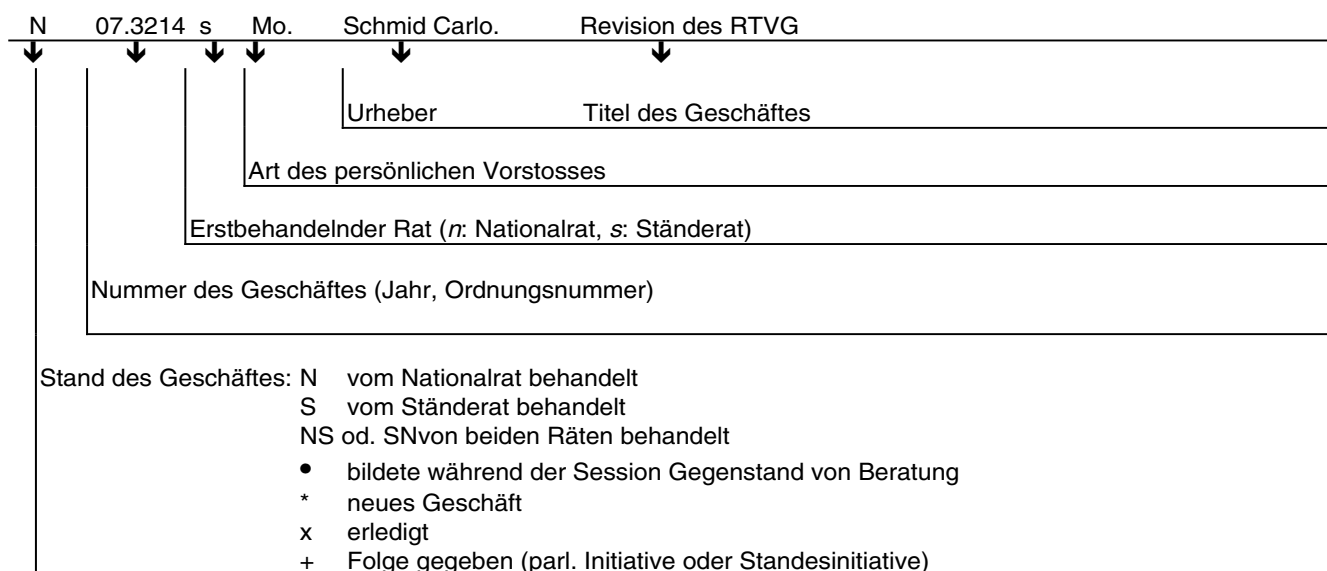 N 07.3214 s Mo. Schmid Carlo. Revision des RTVG
Urheber Titel des Geschäftes
Art des persönlichen Vorstosses
Erstbehandelnder Rat (n: Nationalrat, s: Ständerat)
Nummer des Geschäftes (Jahr, Ordnungsnummer)
Stand des Geschäftes: N vom Nationalrat behandelt
S vom Ständerat behandelt
NS od. SNvon beiden Räten behandelt
• bildete während der Session Gegenstand von Beratung
* neues Geschäft
x erledigt
+ Folge gegeben (parl. Initiative oder Standesinitiative)